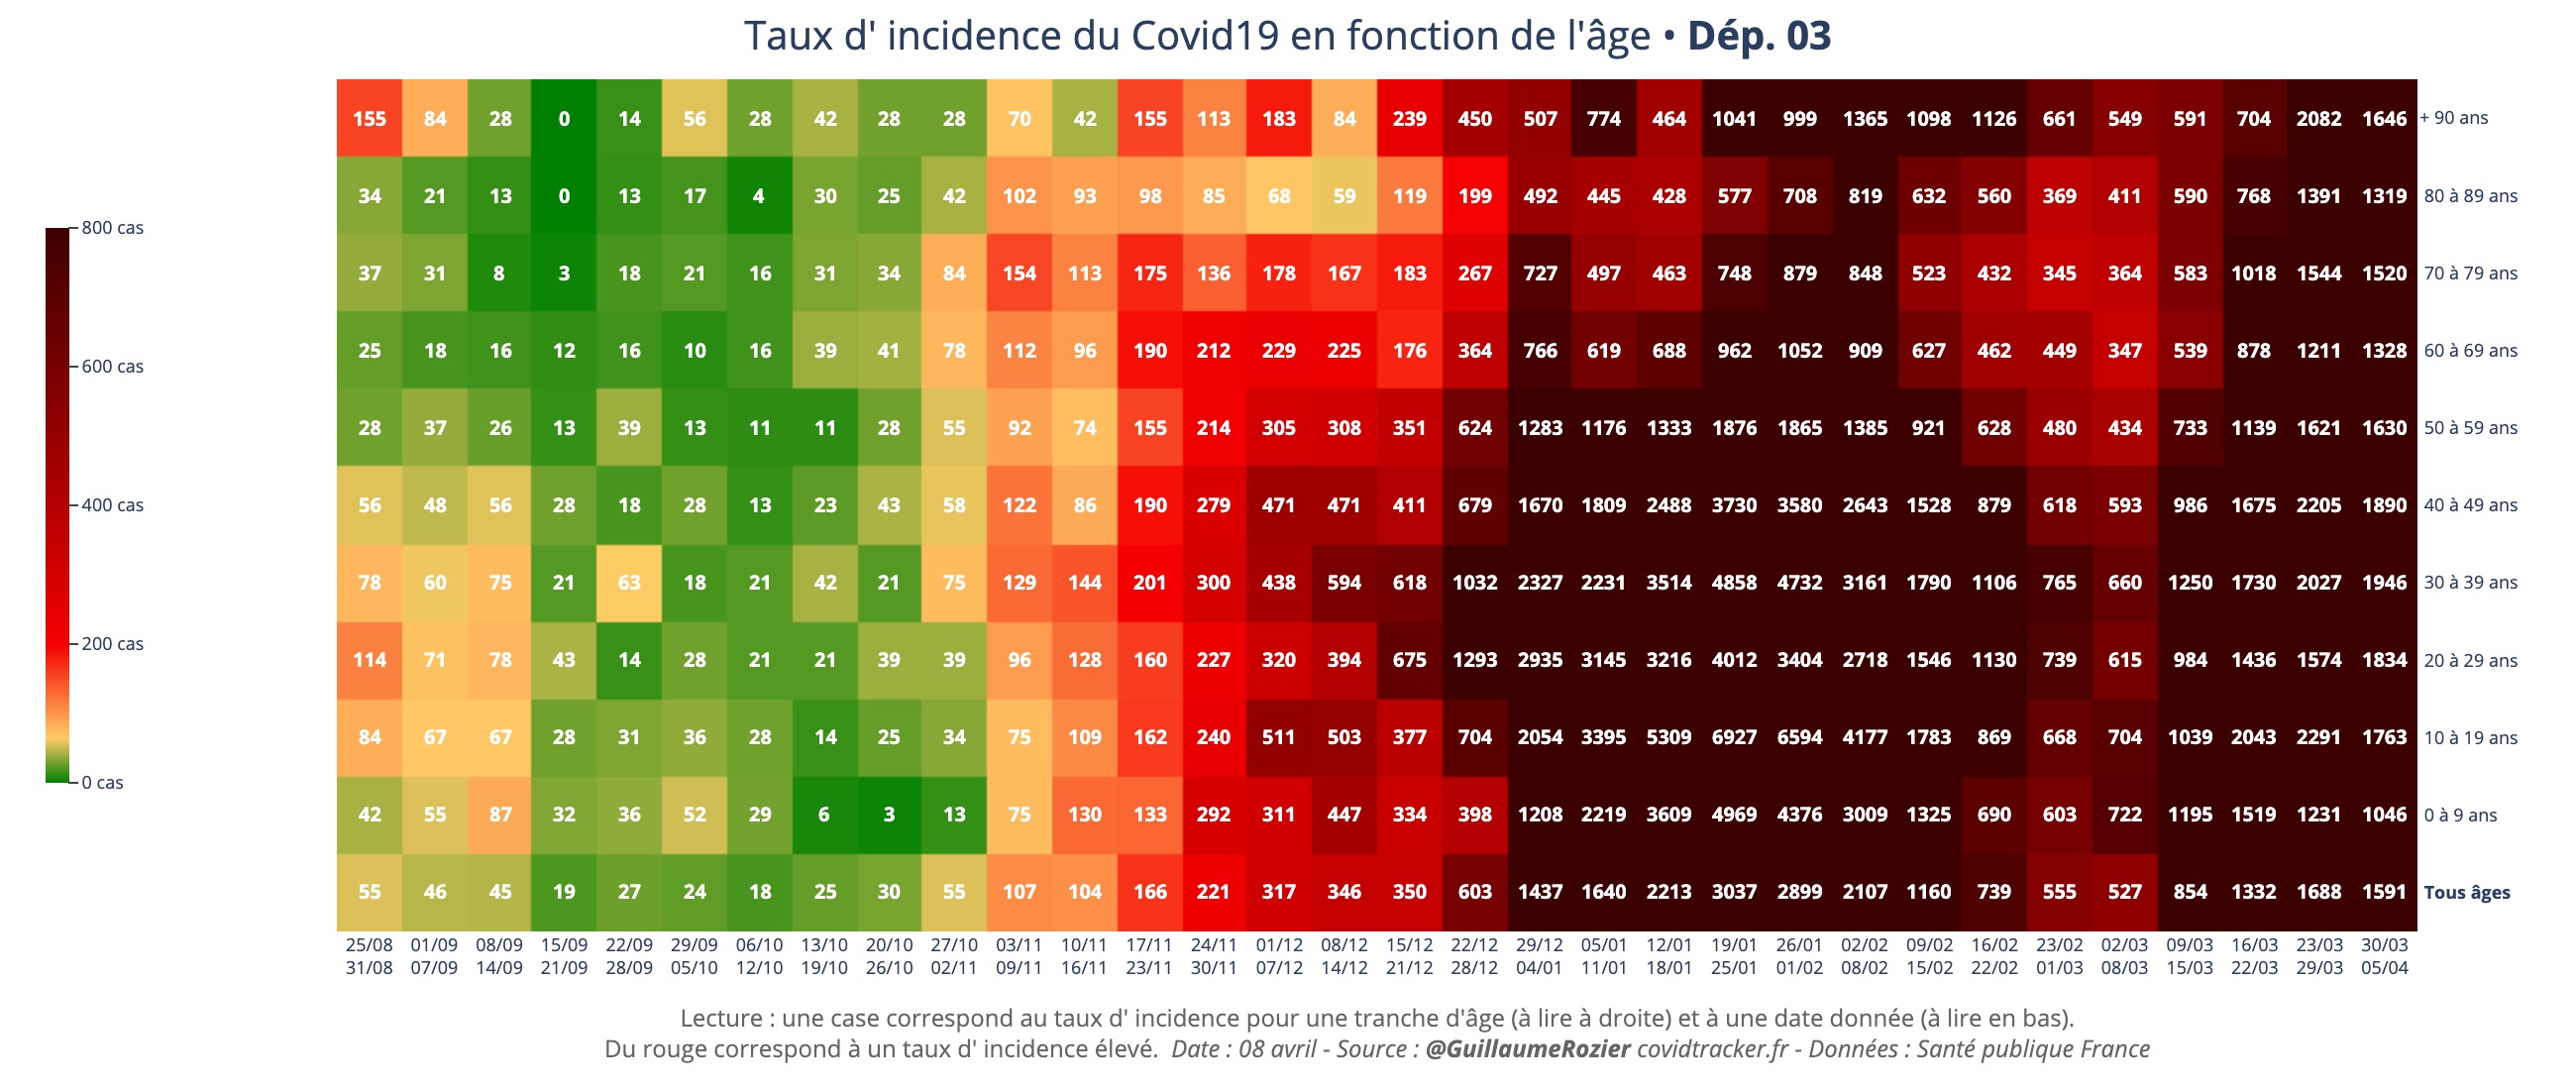 Taux d' incidence du Covid19 en fonction de l'âge • Dép. 03
800 cas
600 cas
400 cas
200 cas
0 cas
155 84 28 0 14 56 28 42 28 28 70 42 155 113 183 84 239 450 507 774 464 1041 999 1365 1098 1126 661 549 591 704 2082 1646 + 90 ans
34 21 13 0 13 17 4 30 25 42 102 93 98 85 68 59 119 199 492 445 428 577 708 819 632 560 369 411 590 768 1391 1319 80 à 89 ans
37 31 8 3 18 21 16 31 34 84 154 113 175 136 178 167 183 267 727 497 463 748 879 848 523 432 345 364 583 1018 1544 1520 70 à 79 ans
25 18 16 12 16 10 16 39 41 78 112 96 190 212 229 225 176 364 766 619 688 962 1052 909 627 462 449 347 539 878 1211 1328 60 à 69 ans
28 37 26 13 39 13 11 11 28 55 92 74 155 214 305 308 351 624 1283 1176 1333 1876 1865 1385 921 628 480 434 733 1139 1621 1630 50 à 59 ans
56 48 56 28 18 28 13 23 43 58 122 86 190 279 471 471 411 679 1670 1809 2488 3730 3580 2643 1528 879 618 593 986 1675 2205 1890 40 à 49 ans
78 60 75 21 63 18 21 42 21 75 129 144 201 300 438 594 618 1032 2327 2231 3514 4858 4732 3161 1790 1106 765 660 1250 1730 2027 1946 30 à 39 ans
114 71 78 43 14 28 21 21 39 39 96 128 160 227 320 394 675 1293 2935 3145 3216 4012 3404 2718 1546 1130 739 615 984 1436 1574 1834 20 à 29 ans
84 67 67 28 31 36 28 14 25 34 75 109 162 240 511 503 377 704 2054 3395 5309 6927 6594 4177 1783 869 668 704 1039 2043 2291 1763 10 à 19 ans
42 55 87 32 36 52 29 6 3 13 75 130 133 292 311 447 334 398 1208 2219 3609 4969 4376 3009 1325 690 603 722 1195 1519 1231 1046 0 à 9 ans
55 46 45 19 27 24 18 25 30 55 107 104 166 221 317 346 350 603 1437 1640 2213 3037 2899 2107 1160 739 555 527 854 1332 1688 1591 Tous âges
25/08 01/09 08/09 15/09 22/09 29/09 06/10 13/10 20/10 27/10 03/11 10/11 17/11 24/11 01/12 08/12 15/12 22/12 29/12 05/01 12/01 19/01 26/01 02/02 09/02 16/02 23/02 02/03 09/03 16/03 23/03 30/03
31/08 07/09 14/09 21/09 28/09 05/10 12/10 19/10 26/10 02/11 09/11 16/11 23/11 30/11 07/12 14/12 21/12 28/12 04/01 11/01 18/01 25/01 01/02 08/02 15/02 22/02 01/03 08/03 15/03 22/03 29/03 05/04
Lecture : une case correspond au taux d' incidence pour une tranche d'âge (à lire à droite) et à une date donnée (à lire en bas).
Du rouge correspond à un taux d' incidence élevé. Date : 08 avril - Source : @GuillaumeRozier covidtracker.fr - Données : Santé publique France